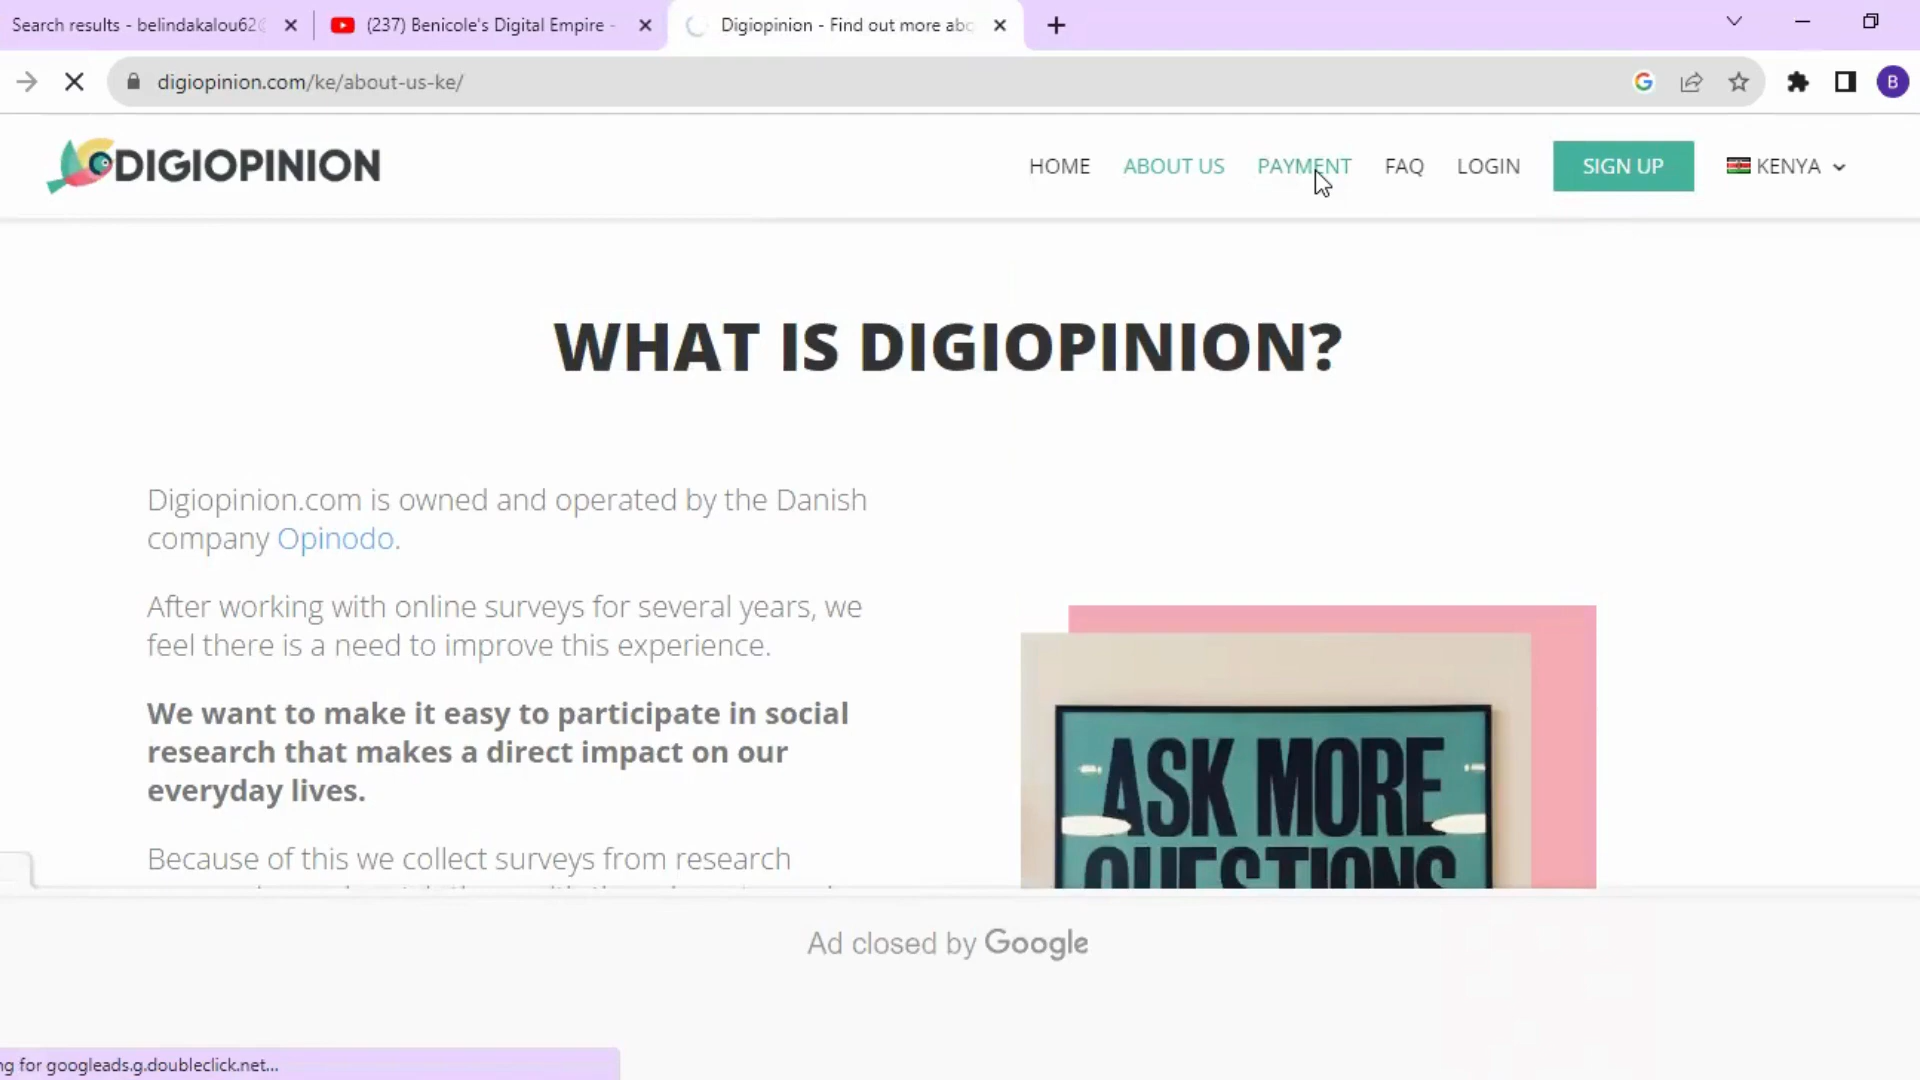 Search results - belindakalou62@
(237) Benicole's Digital Empire -
Digiopinion - Find out more abo
digiopinion.com/ke/about-us-ke/
B
DIGIOPINION
HOME
ABOUT US
PAYMENT
FAQ
LOGIN
SIGN UP
KENYA
WHAT IS DIGIOPINION?
Digiopinion.com is owned and operated by the Danish
company Opinodo.
After working with online surveys for several years, we
feel there is a need to improve this experience.
We want to make it easy to participate in social
research that makes a direct impact on our
everyday lives.
Because of this we collect surveys from research
ASK MORE
QUESTIONS
Ad closed by Google
ng for googleads.g.doubleclick.net...